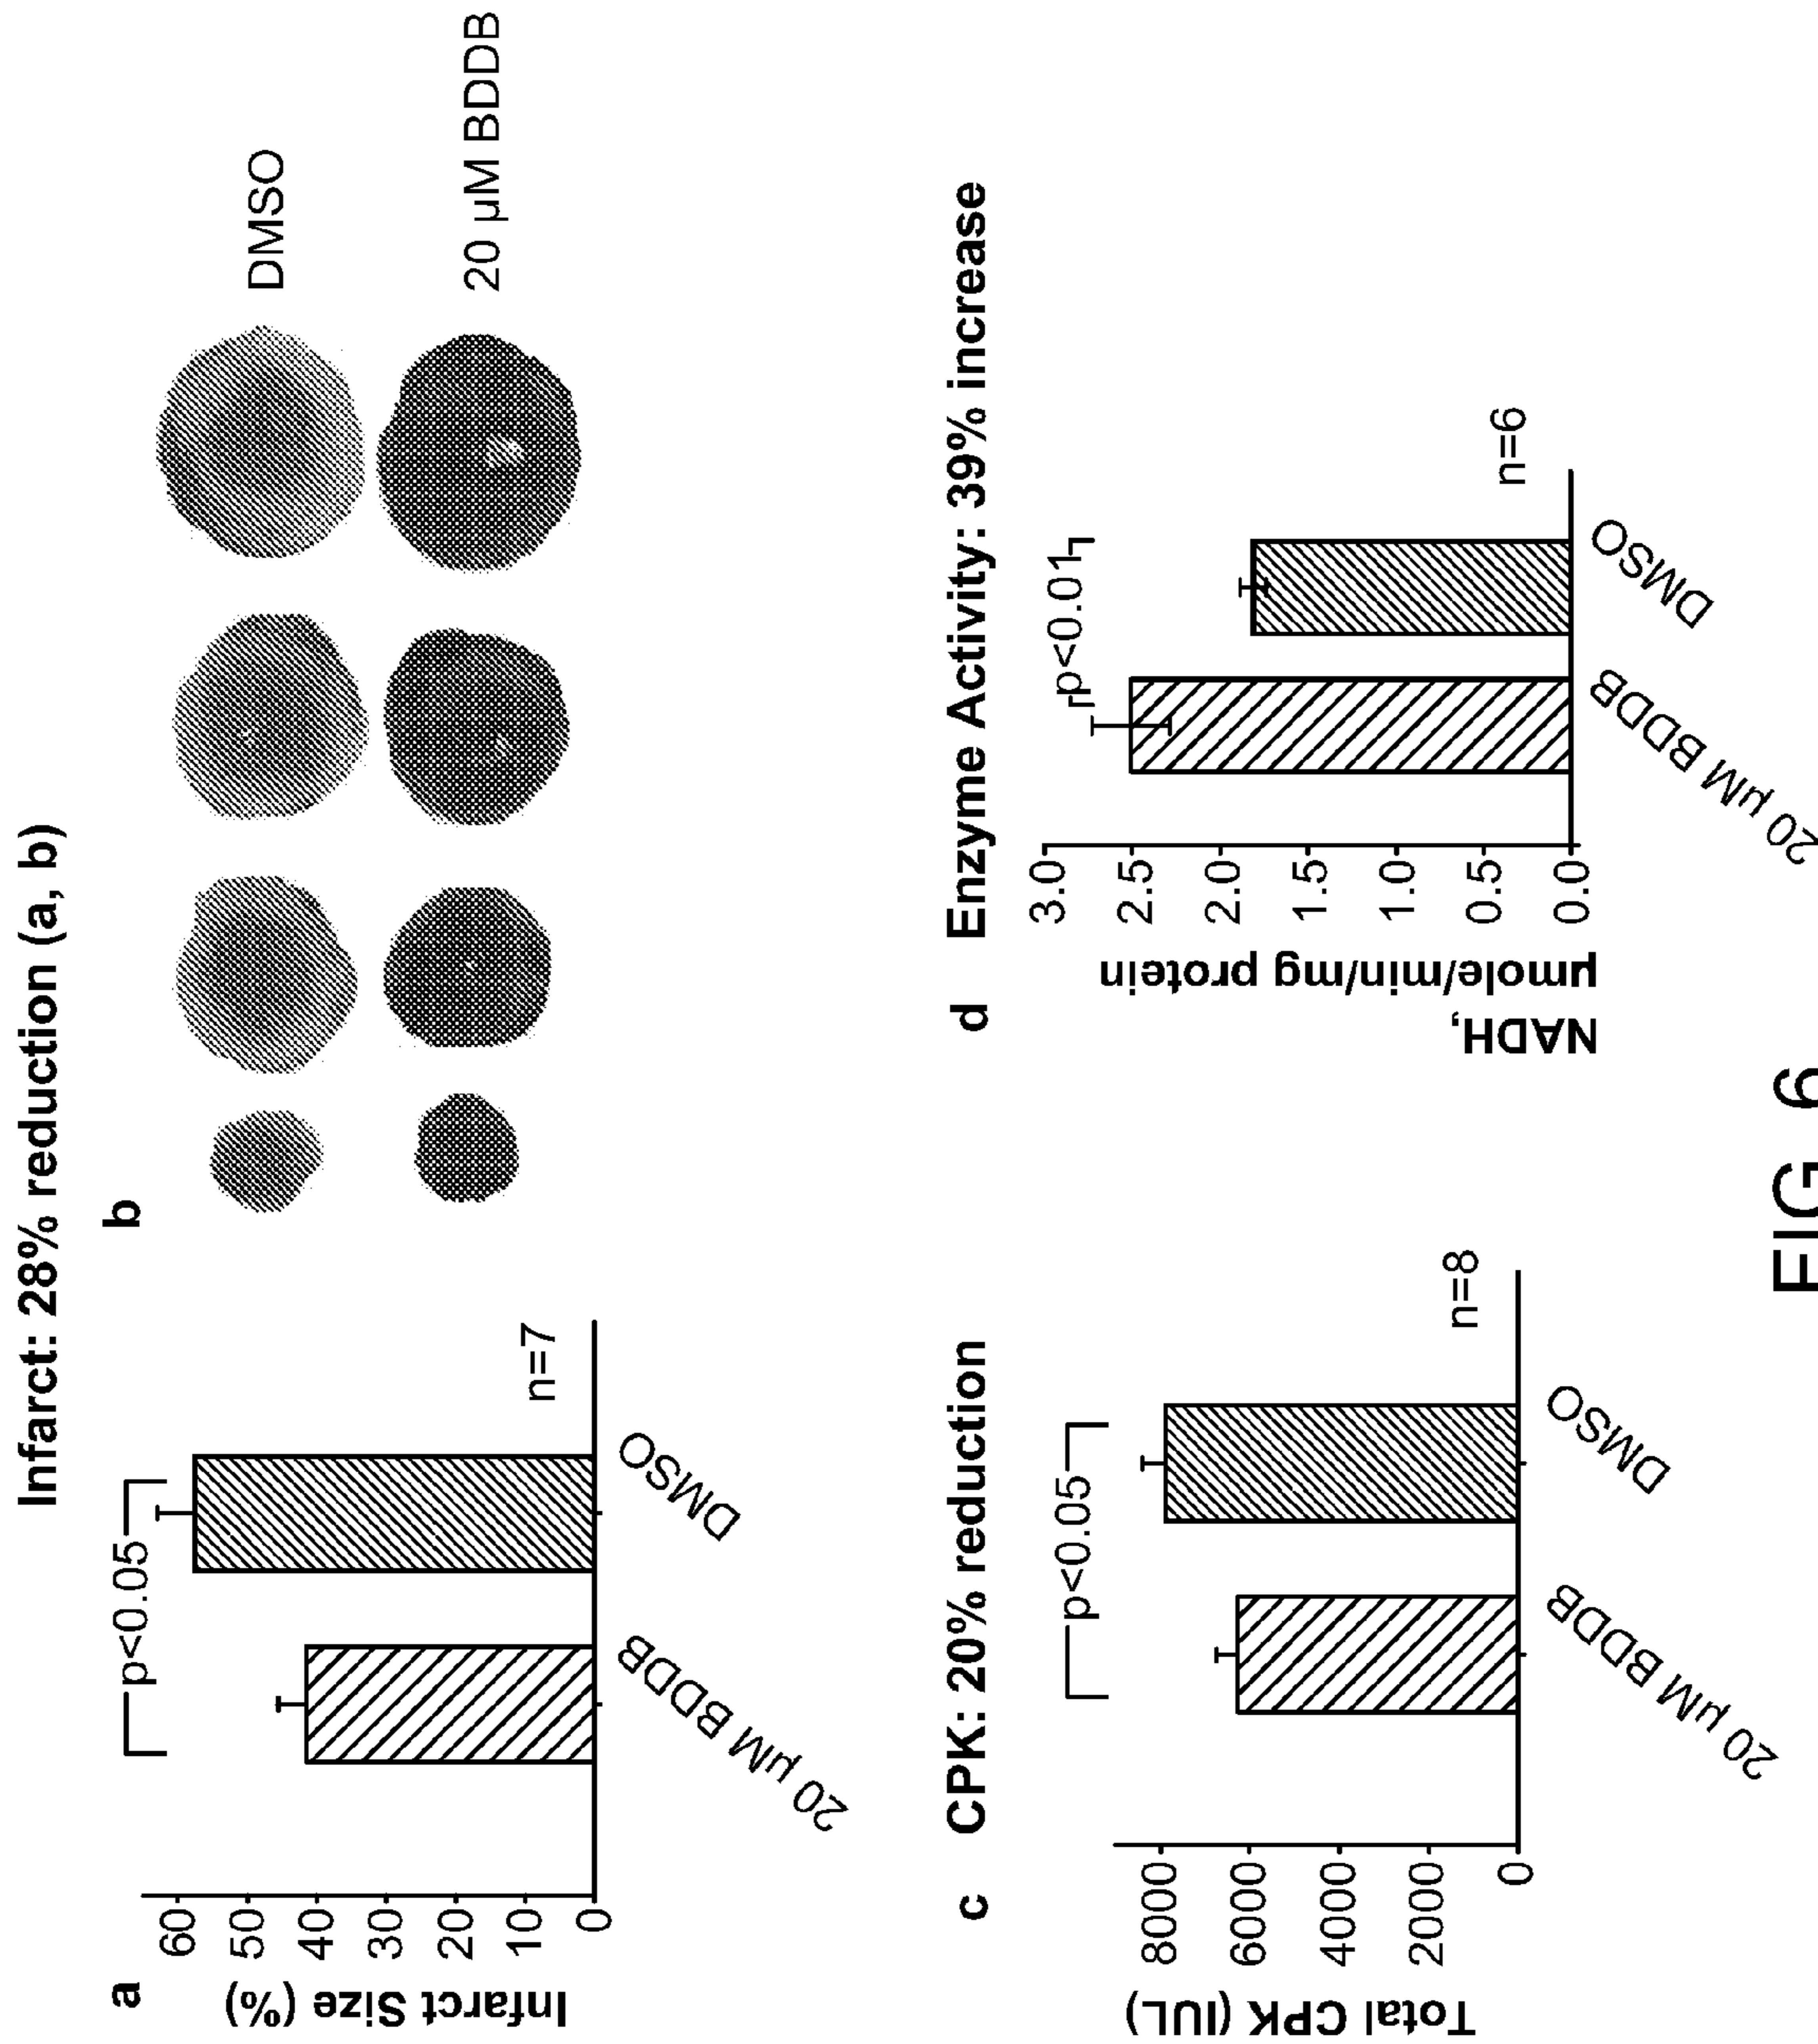 Infarct: 28% reduction (a, b)
a
Infarct Size (%)
60
50
40
30
20
10
0
p<0.05
n=7
20 µM BDDB
DMSO
b
DMSO
20 µM BDDB
c CPK: 20% reduction
Total CPK (IUL)
8000
6000
4000
2000
0
p<0.05
n=8
20 µM BDDB
DMSO
d Enzyme Activity: 39% increase
NADH,
µmole/min/mg protein
3.0
2.5
2.0
1.5
1.0
0.5
0.0
p<0.01
n=6
20 µM BDDB
DMSO
FIG 6